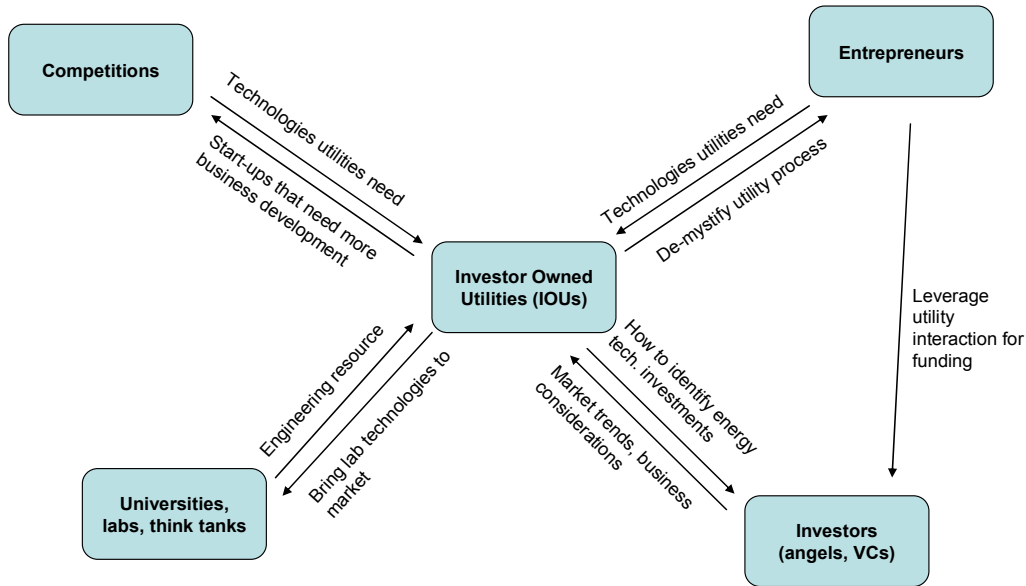 Competitions
Entrepreneurs
Technologies utilities need
Start-ups that need more
business development
Technologies utilities need
De-mystify utility process
Investor Owned
Utilities (IOUs)
Leverage
utility
interaction for
funding
Engineering resource
Bring lab technologies to
market
How to identify energy
tech. investments
Market trends, business
considerations
Universities,
labs, think tanks
Investors
(angels, VCs)